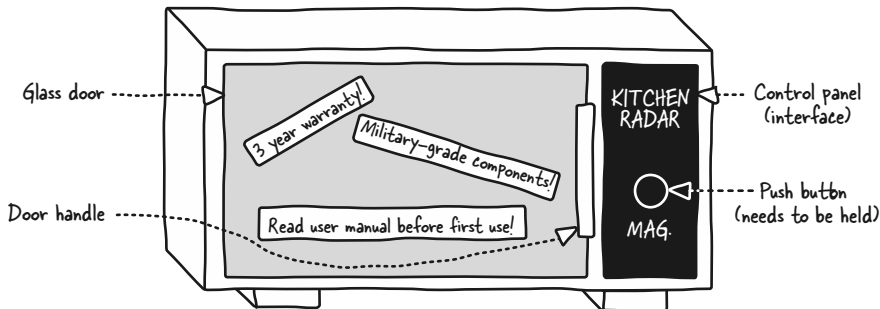 Glass door
3 year warranty!
Military-grade components!
KITCHEN
RADAR
Control panel
(interface)
Door handle
Read user manual before first use!
MAG.
Push button
(needs to be held)